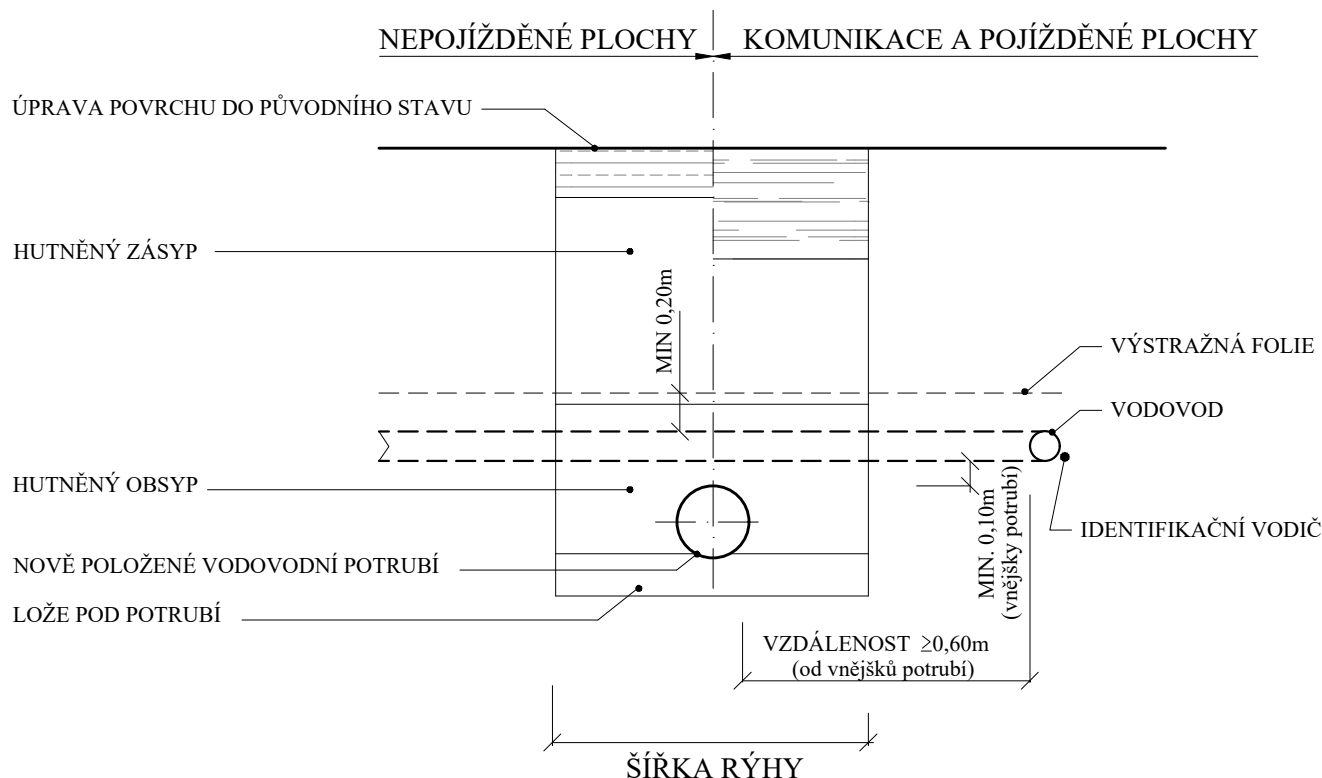 NEPOJÍŽDĚNÉ PLOCHY
KOMUNIKACE A POJÍŽDĚNÉ PLOCHY
ÚPRAVA POVRCHU DO PŮVODNÍHO STAVU
HUTNĚNÝ ZÁSYP
MIN 0,20m
VÝSTRAŽNÁ FOLIE
VODOVOD
HUTNĚNÝ OBSYP
MIN. 0,10m
(vnějšky potrubí)
IDENTIFIKAČNÍ VODIČ
NOVĚ POLOŽENÉ VODOVODNÍ POTRUBÍ
LOŽE POD POTRUBÍ
VZDÁLENOST ≥0,60m
(od vnějšků potrubí)
ŠÍŘKA RÝHY